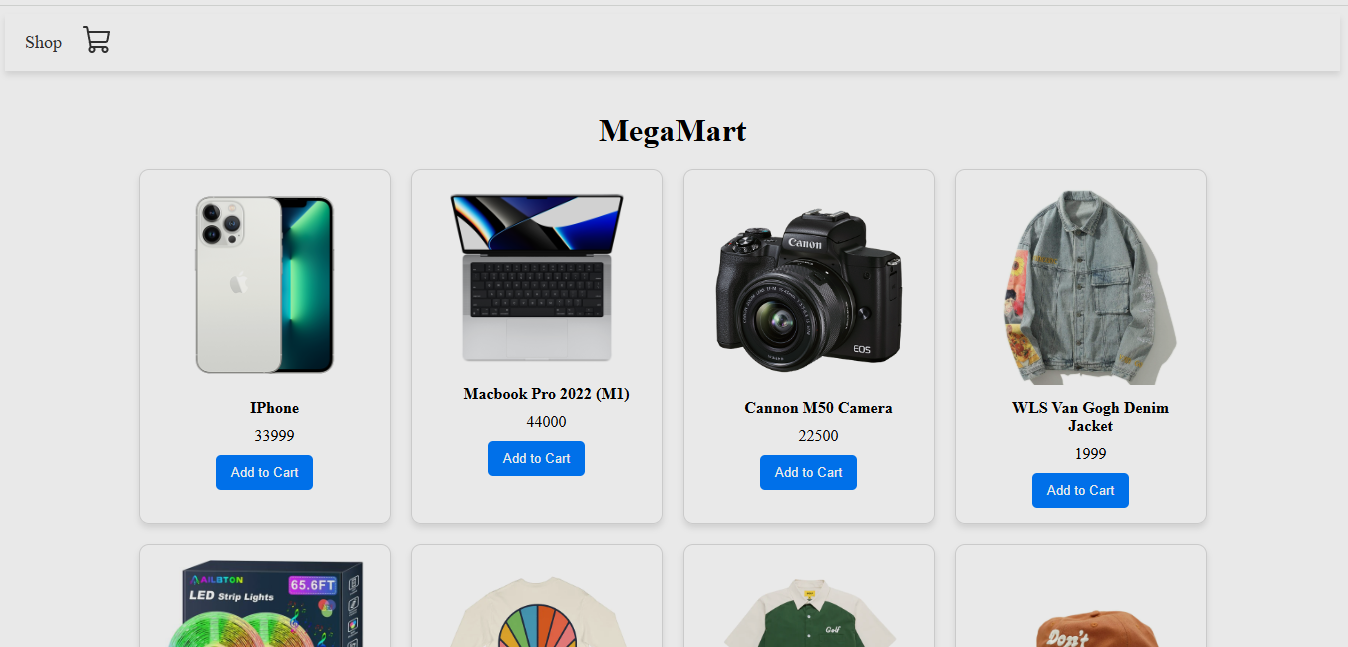 Shop
MegaMart
Canon
EOS
IPhone
33999
Macbook Pro 2022 (M1)
44000
Cannon M50 Camera
22500
WLS Van Gogh Denim
Jacket
1999
Add to Cart
Add to Cart
Add to Cart
Add to Cart
AILBTON
65.6FT
LED Strip Lights
Golf
Don't